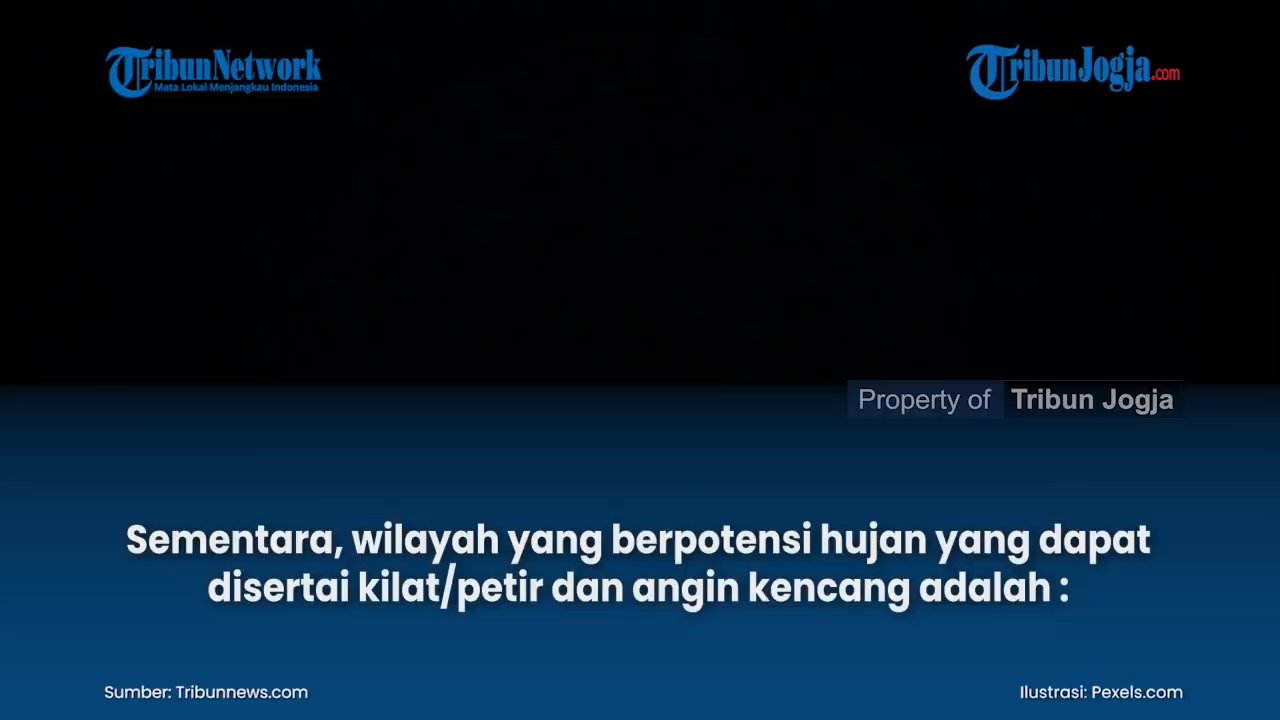 TribunNetwork
Mata Lokal Menjangkau Indonesia
TribunJogja.com
Property of Tribun Jogja
Sementara, wilayah yang berpotensi hujan yang dapat
disertai kilat/petir dan angin kencang adalah :
Sumber: Tribunnews.com
Ilustrasi: Pexels.com